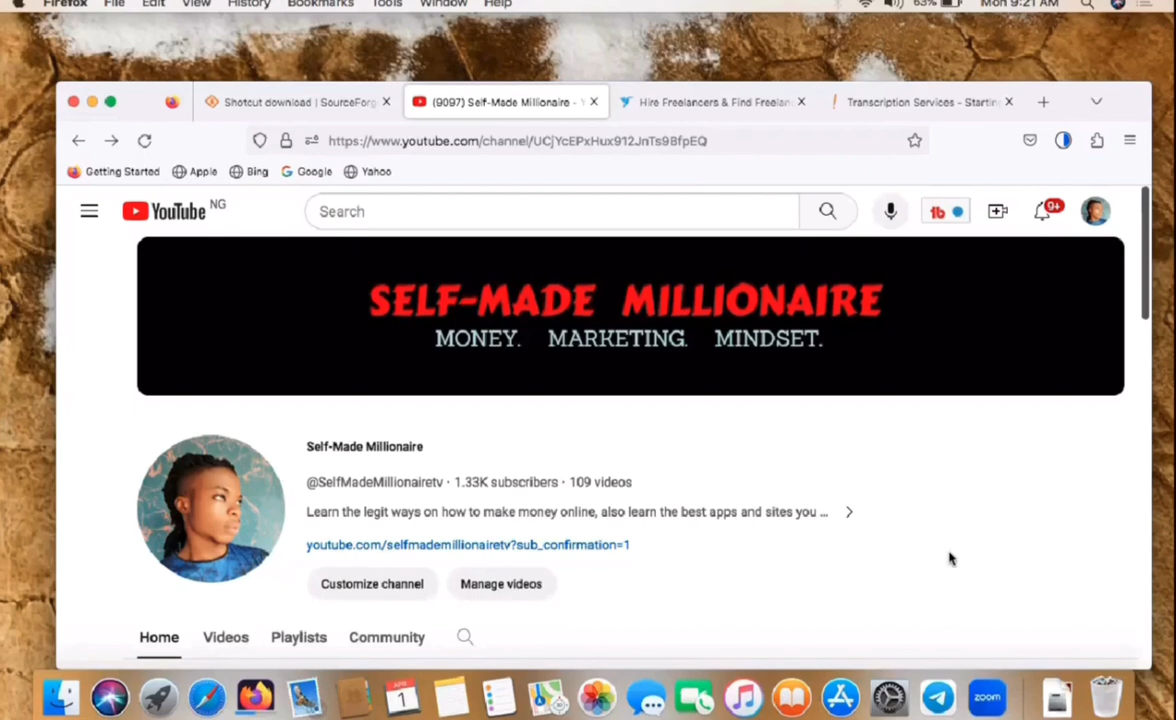 Firefox File Edit View History Bookmarks Tools Window Help 63% Mon 9:21 AM
Shotcut download | SourceForg (9097) Self-Made Millionaire - Y Hire Freelancers & Find Freelan Transcription Services - Startin
https://www.youtube.com/channel/UCjYcEPxHux912JnTs9BfpEQ
Getting Started Apple Bing Google Yahoo
YouTube NG Search 9+
SELF-MADE MILLIONAIRE
MONEY. MARKETING. MINDSET.
Self-Made Millionaire
@SelfMadeMillionairetv · 1.33K subscribers · 109 videos
Learn the legit ways on how to make money online, also learn the best apps and sites you ...
youtube.com/selfmademillionairetv?sub_confirmation=1
Customize channel Manage videos
Home Videos Playlists Community
APR
1 zoom